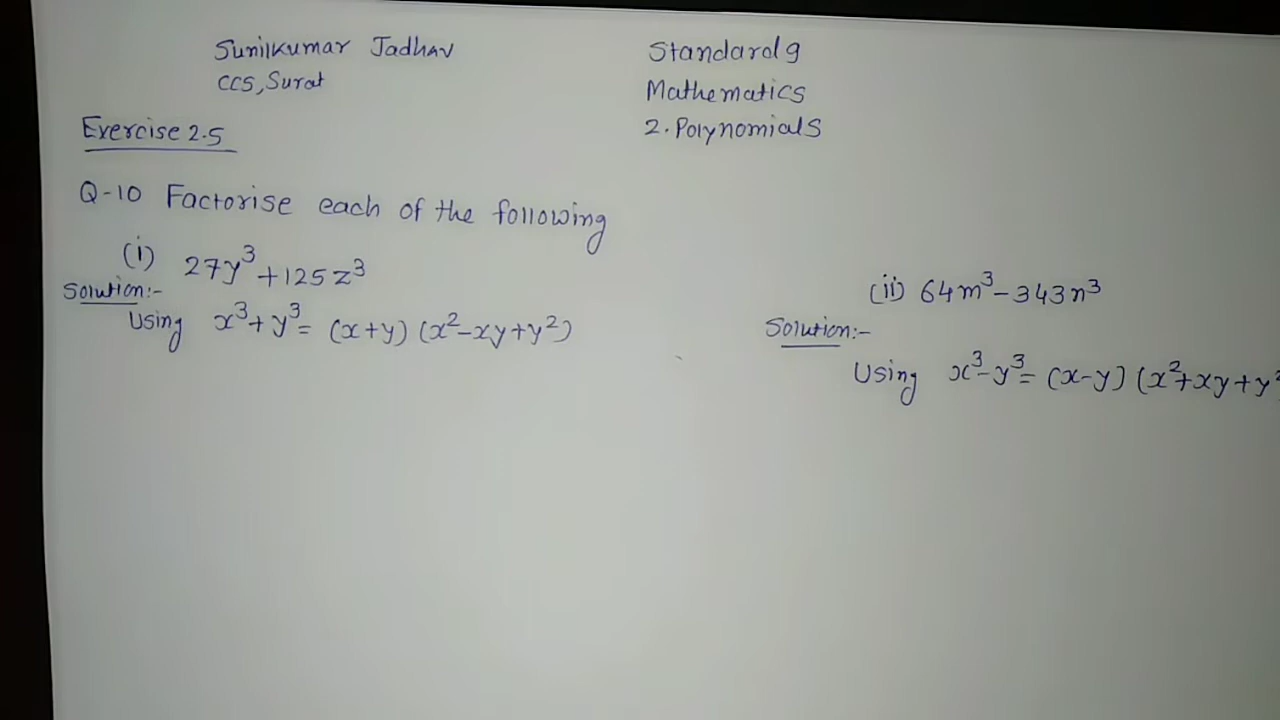 Sunilkumar Jadhav
CCS, Surat
Standard 9
Mathematics
2. Polynomials
Exercise 2.5
Q-10 Factorise each of the following
(i) 27y³+125z³
Solution:-
Using x³+y³= (x+y) (x²-xy+y²)
(ii) 64m³-343n³
Solution:-
Using x³-y³= (x-y) (x²+xy+y²